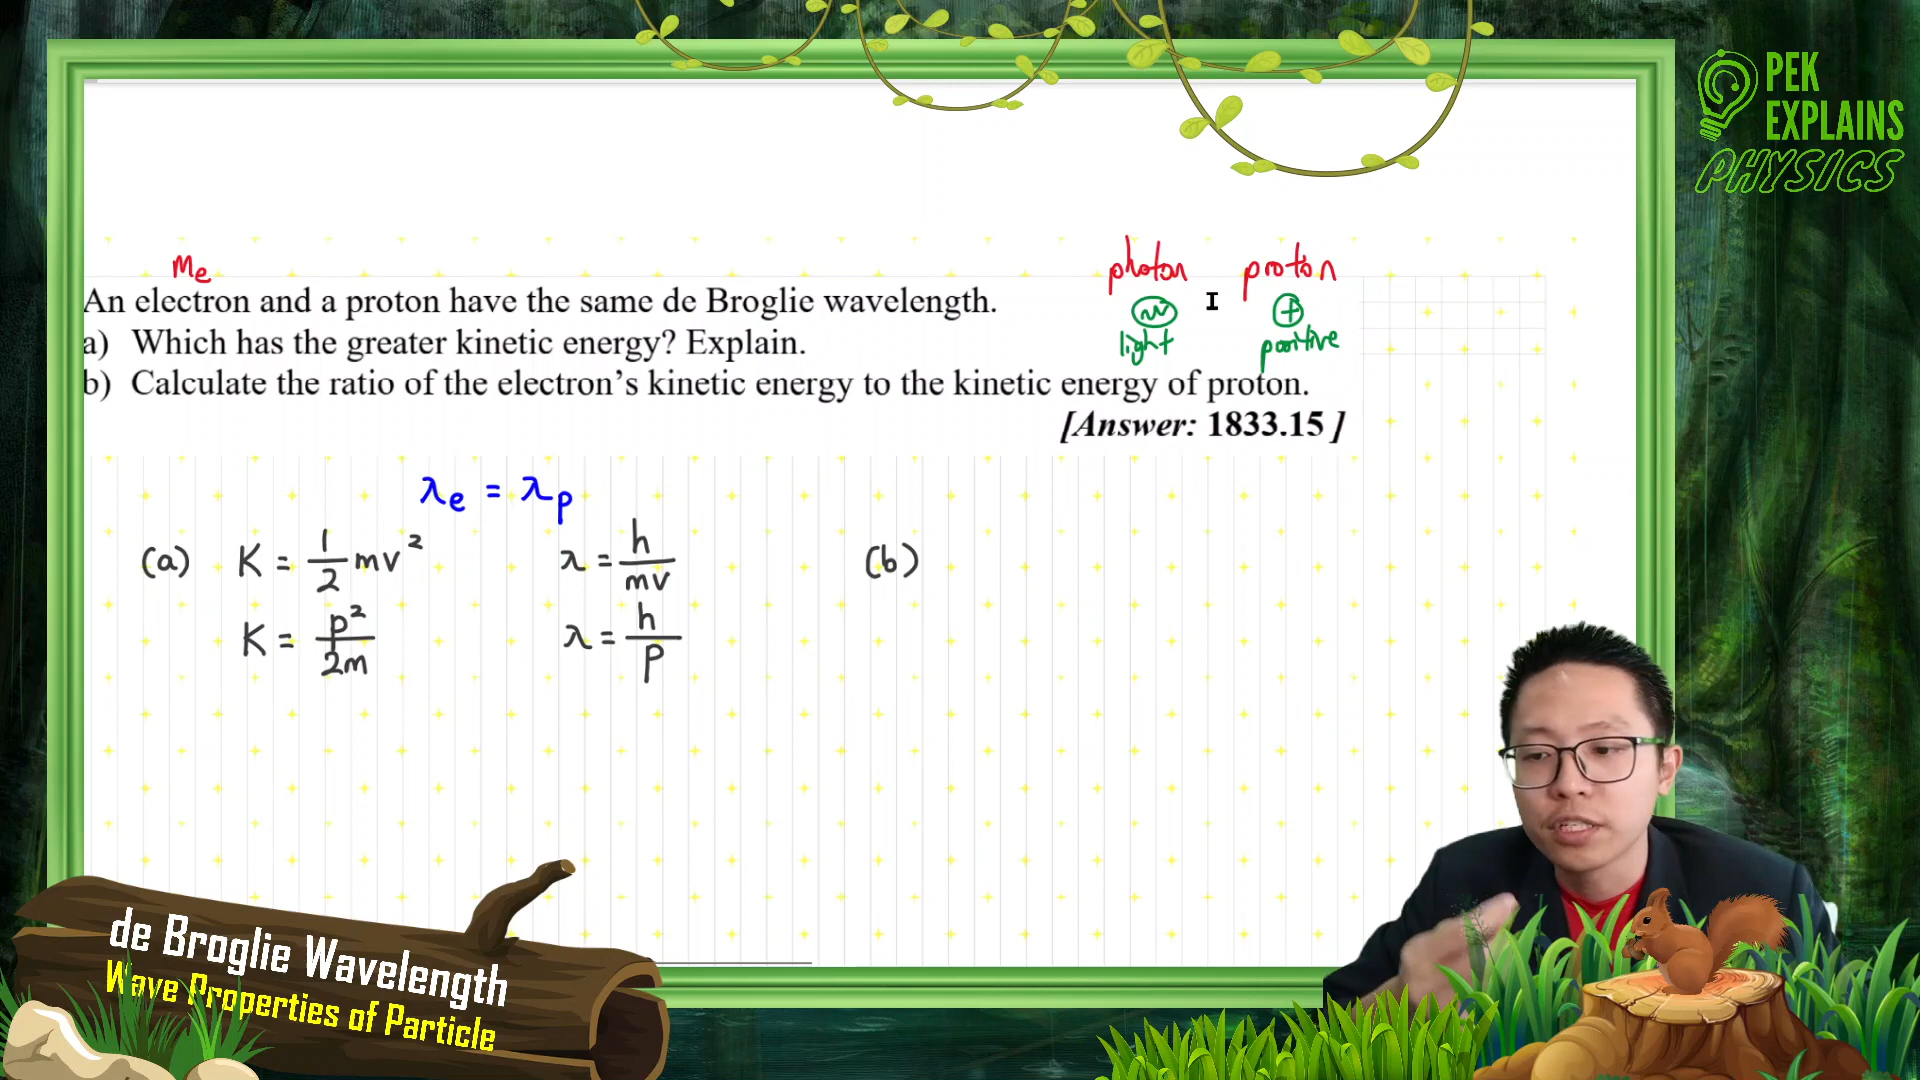 PEK
EXPLAINS
PHYSICS
me
photon proton
An electron and a proton have the same de Broglie wavelength.
+
light positive
a) Which has the greater kinetic energy? Explain.
b) Calculate the ratio of the electron’s kinetic energy to the kinetic energy of proton.
[Answer: 1833.15 ]
λe = λp
(a) K = 1/2 mv² λ = h/mv (b)
K = p²/2m λ = h/p
de Broglie Wavelength
Wave Properties of Particle